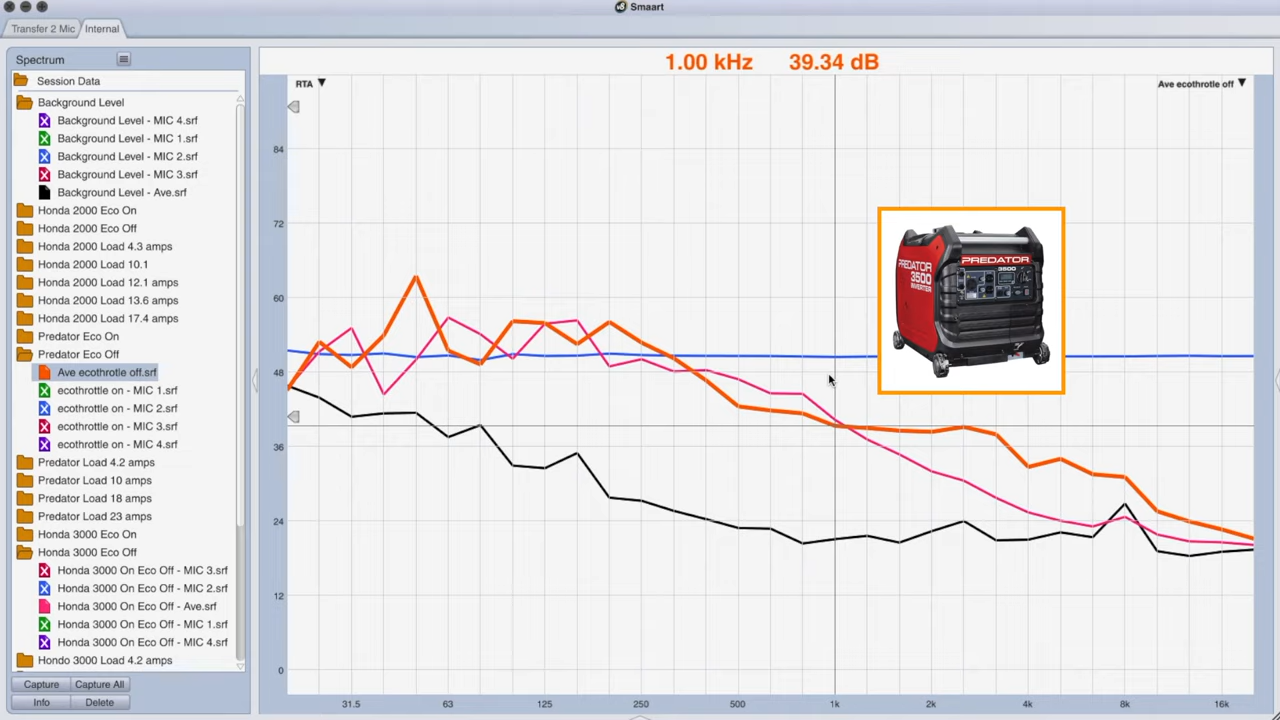 Smaart
Transfer 2 Mic
Internal
Spectrum
Session Data
Background Level
Background Level - MIC 4.srf
Background Level - MIC 1.srf
Background Level - MIC 2.srf
Background Level - MIC 3.srf
Background Level - Ave.srf
Honda 2000 Eco On
Honda 2000 Eco Off
Honda 2000 Load 4.3 amps
Honda 2000 Load 10.1
Honda 2000 Load 12.1 amps
Honda 2000 Load 13.6 amps
Honda 2000 Load 17.4 amps
Predator Eco On
Predator Eco Off
Ave ecothrotle off.srf
ecothrottle on - MIC 1.srf
ecothrottle on - MIC 2.srf
ecothrottle on - MIC 3.srf
ecothrottle on - MIC 4.srf
Predator Load 4.2 amps
Predator Load 10 amps
Predator Load 18 amps
Predator Load 23 amps
Honda 3000 Eco On
Honda 3000 Eco Off
Honda 3000 On Eco Off - MIC 3.srf
Honda 3000 On Eco Off - MIC 2.srf
Honda 3000 On Eco Off - Ave.srf
Honda 3000 On Eco Off - MIC 1.srf
Honda 3000 On Eco Off - MIC 4.srf
Hondo 3000 Load 4.2 amps
Capture Capture All
Info Delete
1.00 kHz 39.34 dB
RTA
Ave ecothrotle off
84
72
60
48
36
24
12
0
31.5 63 125 250 500 1k 2k 4k 8k 16k
PREDATOR
3500
INVERTER
PREDATOR
3500